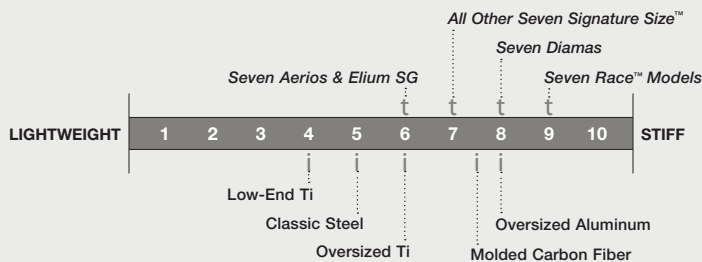 All Other Seven Signature Size™
Seven Diamas
Seven Aerios & Elium SG
Seven Race™ Models
t t t t
LIGHTWEIGHT 1 2 3 4 5 6 7 8 9 10 STIFF
i i i i i
Low-End Ti
Classic Steel
Oversized Aluminum
Oversized Ti
Molded Carbon Fiber